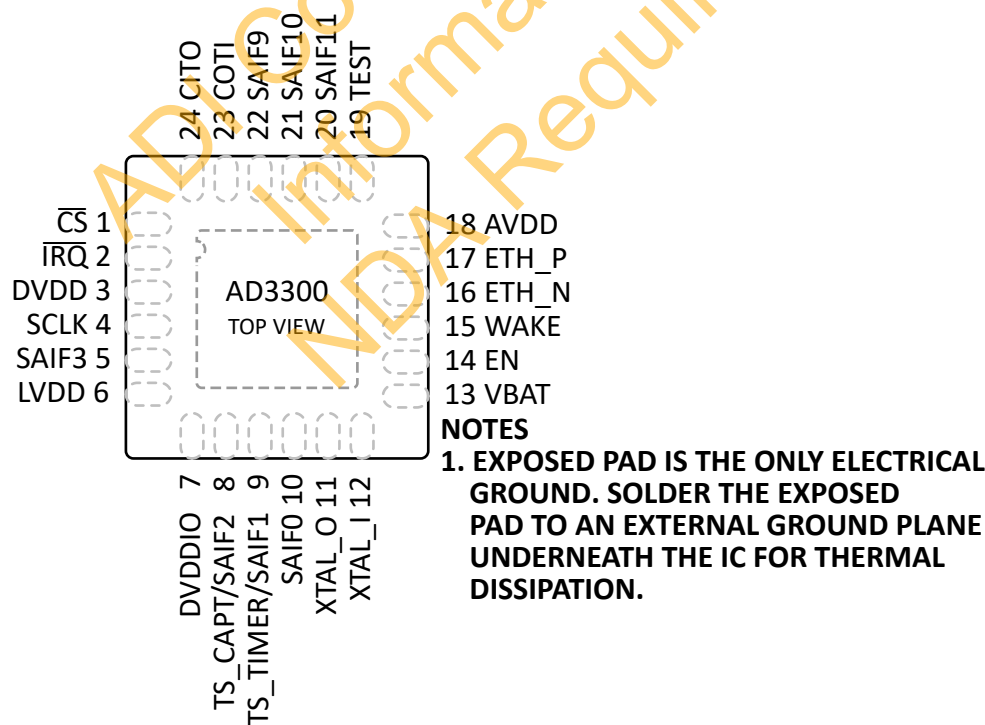 24 CITO
23 COTI
22 SAIF9
21 SAIF10
20 SAIF11
19 TEST
C̅S̅ 1
I̅R̅Q̅ 2
DVDD 3
SCLK 4
SAIF3 5
LVDD 6
AD3300
TOP VIEW
18 AVDD
17 ETH_P
16 ETH_N
15 WAKE
14 EN
13 VBAT
DVDDIO 7
TS_CAPT/SAIF2 8
TS_TIMER/SAIF1 9
SAIF0 10
XTAL_O 11
XTAL_I 12
NOTES
1. EXPOSED PAD IS THE ONLY ELECTRICAL
GROUND. SOLDER THE EXPOSED
PAD TO AN EXTERNAL GROUND PLANE
UNDERNEATH THE IC FOR THERMAL
DISSIPATION.
ADI
NDA